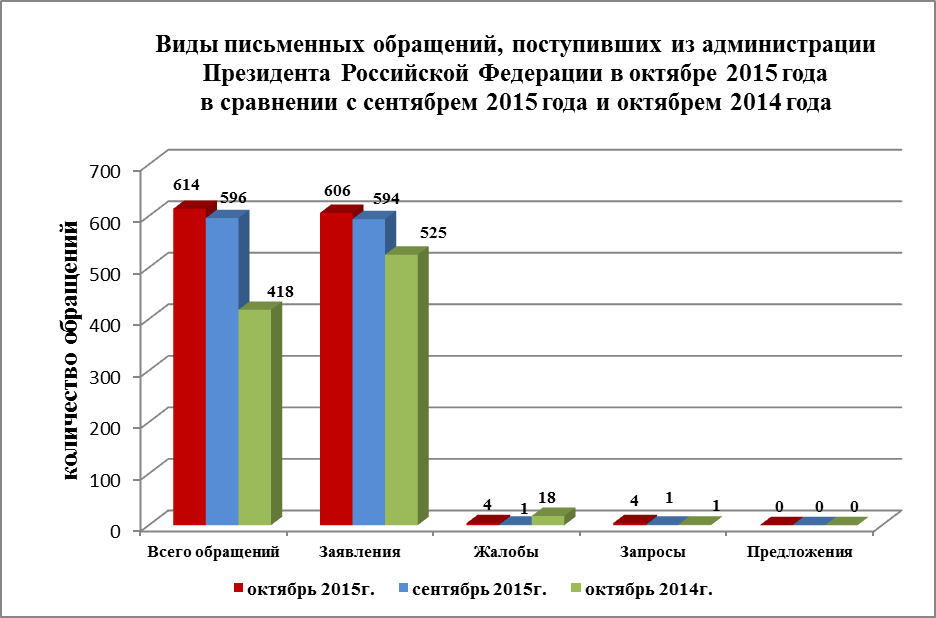 Виды письменных обращений, поступивших из администрации
Президента Российской Федерации в октябре 2015 года
в сравнении с сентябрем 2015 года и октябрем 2014 года
количество обращений
700
600
500
400
300
200
100
0
614
596
418
606
594
525
4
1
18
4
1
1
0
0
0
Всего обращений
Заявления
Жалобы
Запросы
Предложения
октябрь 2015г.
сентябрь 2015г.
октябрь 2014г.